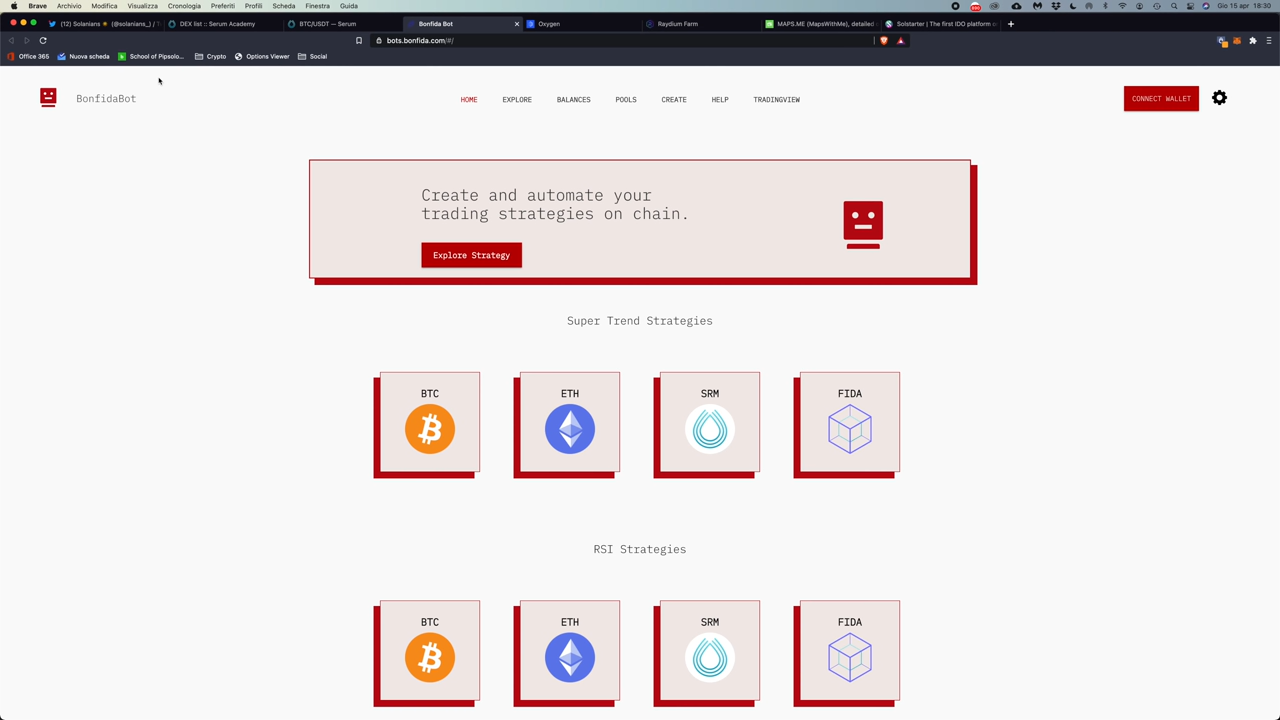 Brave Archivio Modifica Visualizza Cronologia Preferiti Profili Scheda Finestra Guida Gio 15 apr 18:30
(12) Solanians ☀ (@solanians_) / T DEX list :: Serum Academy BTC/USDT — Serum Bonfida Bot Oxygen Raydium Farm MAPS.ME (MapsWithMe), detailed Solstarter | The first IDO platform
bots.bonfida.com/#/
Office 365 Nuova scheda School of Pipsolo... Crypto Options Viewer Social
BonfidaBot HOME EXPLORE BALANCES POOLS CREATE HELP TRADINGVIEW CONNECT WALLET
Create and automate your
trading strategies on chain.
Explore Strategy
Super Trend Strategies
BTC ETH SRM FIDA
RSI Strategies
BTC ETH SRM FIDA